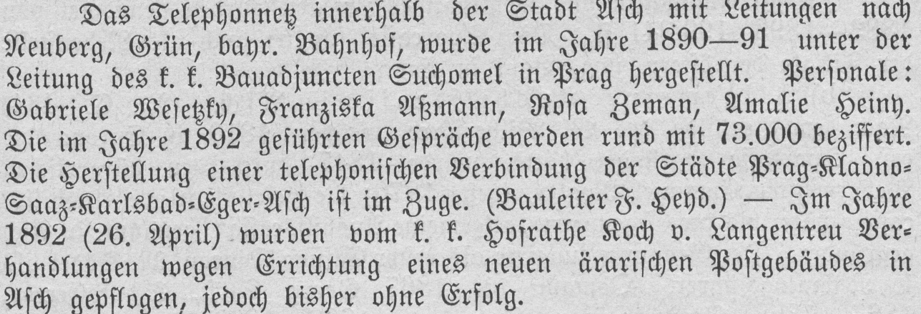 Das Telephonnetz innerhalb der Stadt Asch mit Leitungen nach
Neuberg, Grün, bayr. Bahnhof, wurde im Jahre 1890—91 unter der
Leitung des k. k. Bauadjuncten Suchomel in Prag hergestellt. Personale:
Gabriele Wesetzky, Franziska Aßmann, Rosa Zeman, Amalie Heiny.
Die im Jahre 1892 geführten Gespräche werden rund mit 73.000 beziffert.
Die Herstellung einer telephonischen Verbindung der Städte Prag-Kladno-
Saaz-Karlsbad-Eger-Asch ist im Zuge. (Bauleiter F. Heyd.) — Im Jahre
1892 (26. April) wurden vom k. k. Hofrathe Koch v. Langentreu Ver-
handlungen wegen Errichtung eines neuen ärarischen Postgebäudes in
Asch gepflogen, jedoch bisher ohne Erfolg.